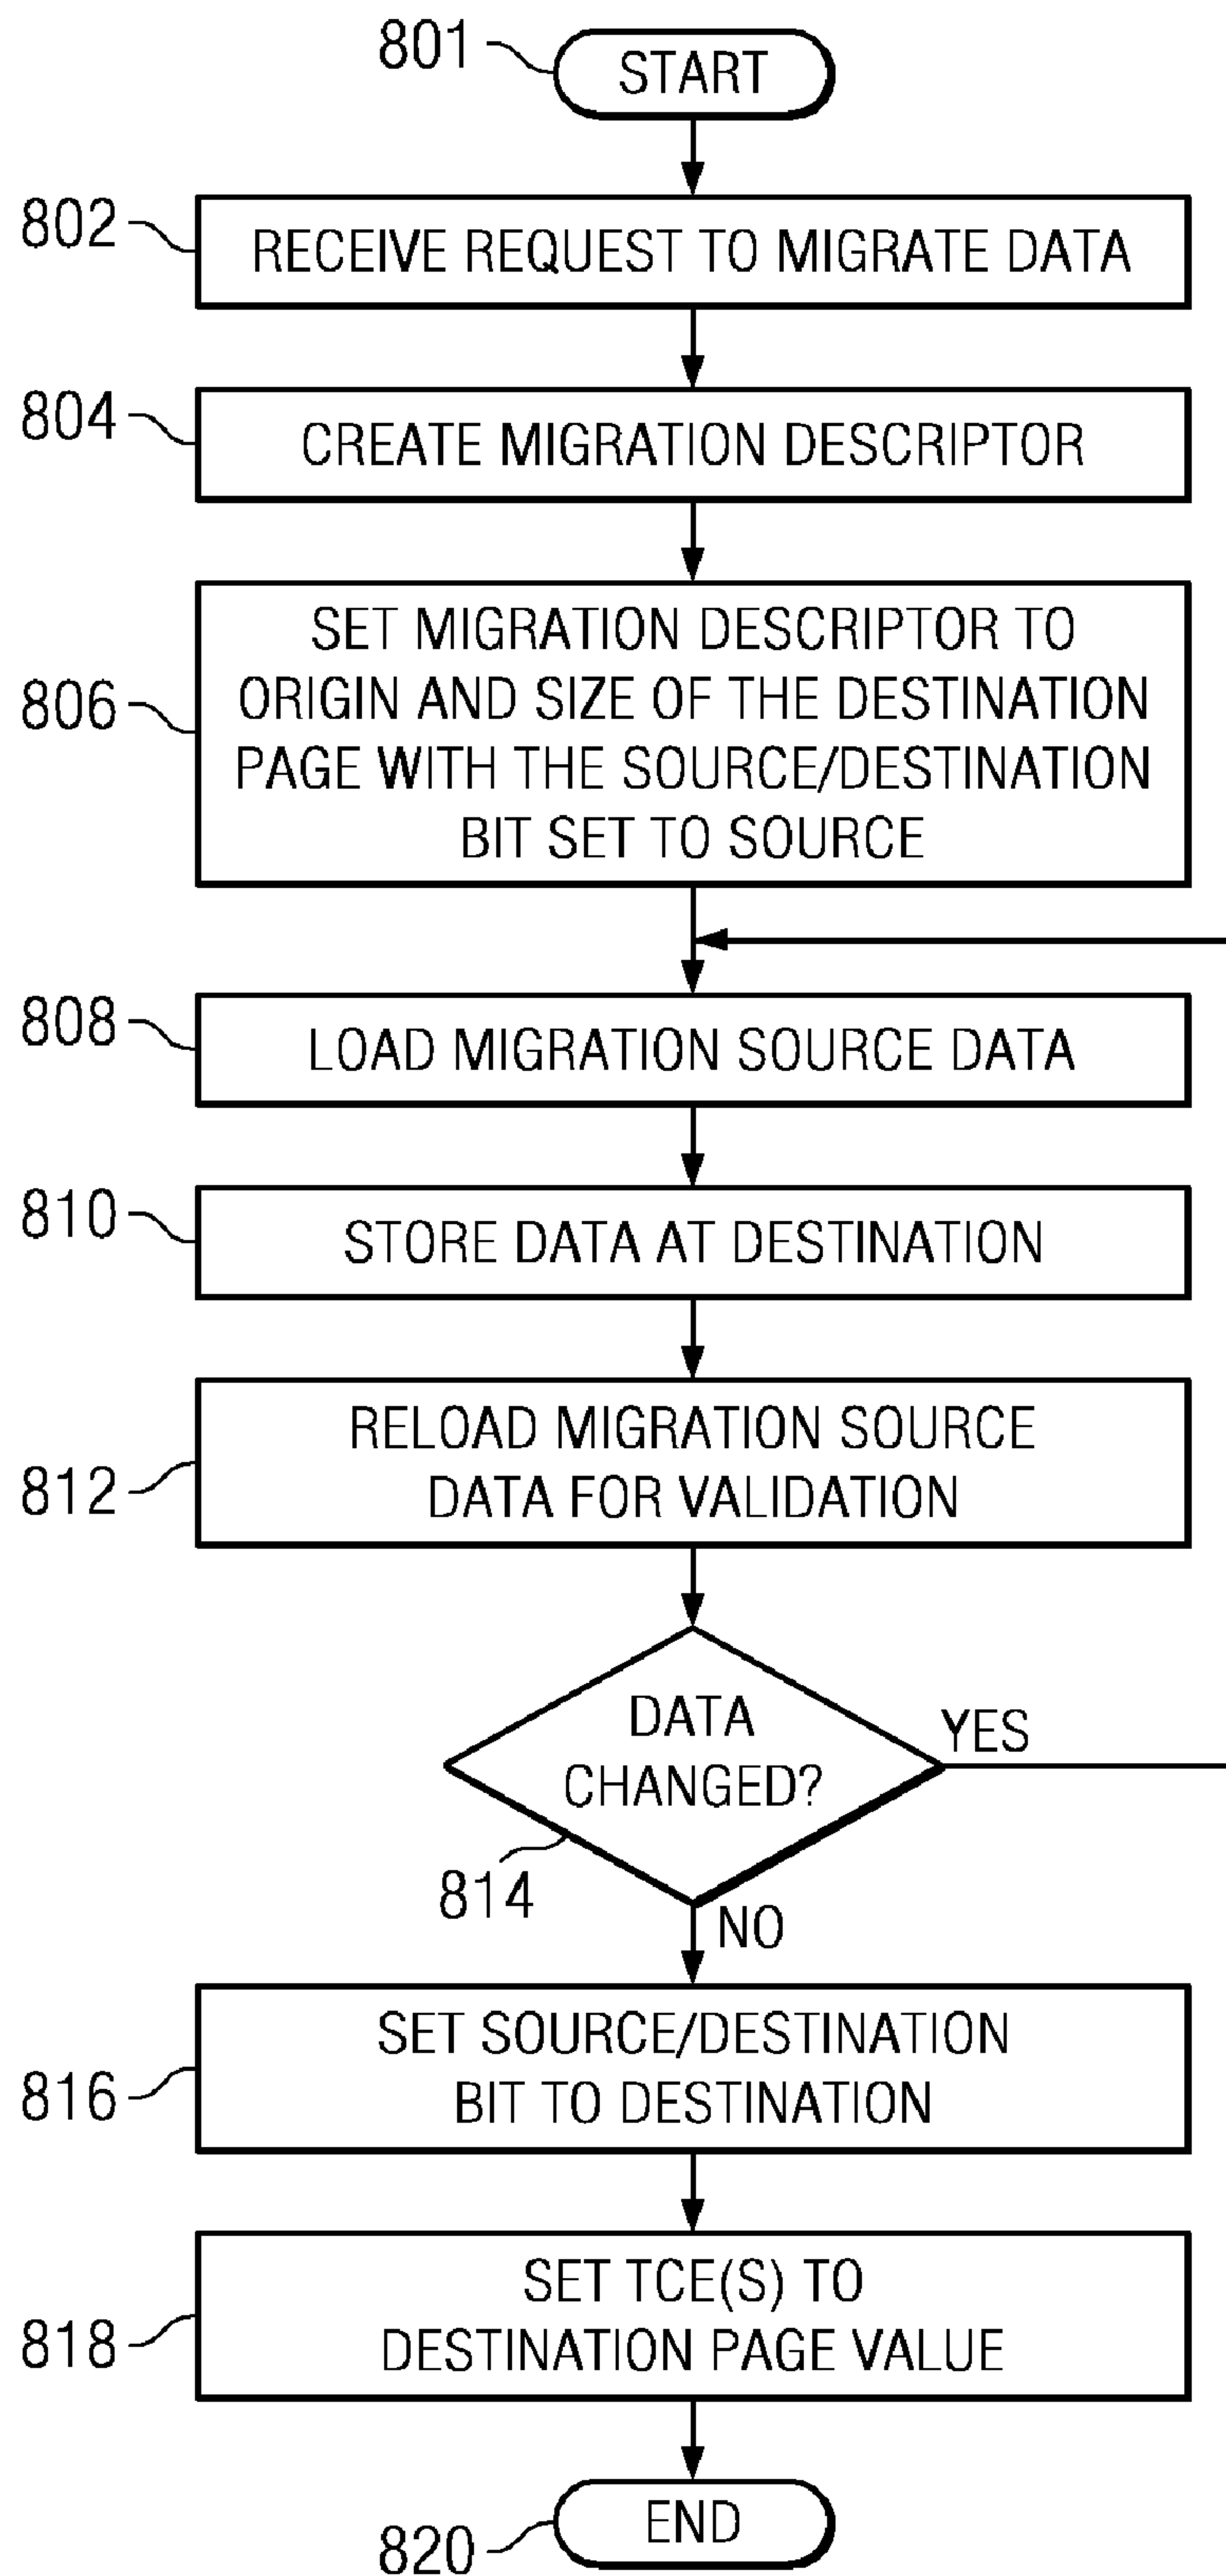 801
START
802
RECEIVE REQUEST TO MIGRATE DATA
804
CREATE MIGRATION DESCRIPTOR
806
SET MIGRATION DESCRIPTOR TO
ORIGIN AND SIZE OF THE DESTINATION
PAGE WITH THE SOURCE/DESTINATION
BIT SET TO SOURCE
808
LOAD MIGRATION SOURCE DATA
810
STORE DATA AT DESTINATION
812
RELOAD MIGRATION SOURCE
DATA FOR VALIDATION
DATA
CHANGED?
YES
814
NO
816
SET SOURCE/DESTINATION
BIT TO DESTINATION
818
SET TCE(S) TO
DESTINATION PAGE VALUE
820
END